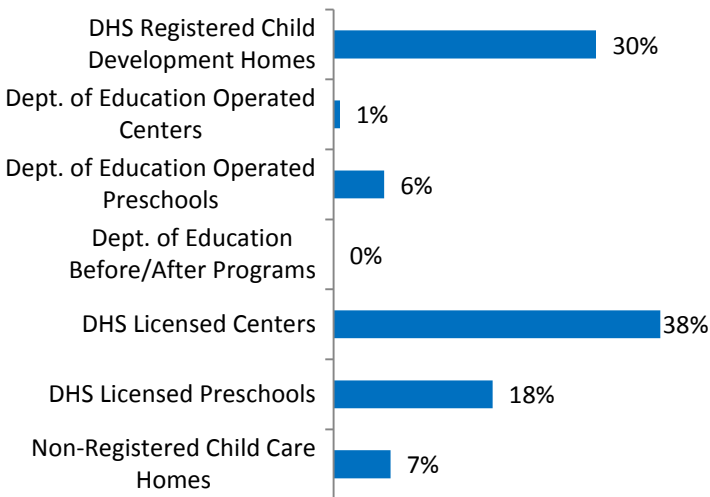 DHS Registered Child
Development Homes
30%
Dept. of Education Operated
Centers
1%
Dept. of Education Operated
Preschools
6%
Dept. of Education
Before/After Programs
0%
DHS Licensed Centers
38%
DHS Licensed Preschools
18%
Non-Registered Child Care
Homes
7%